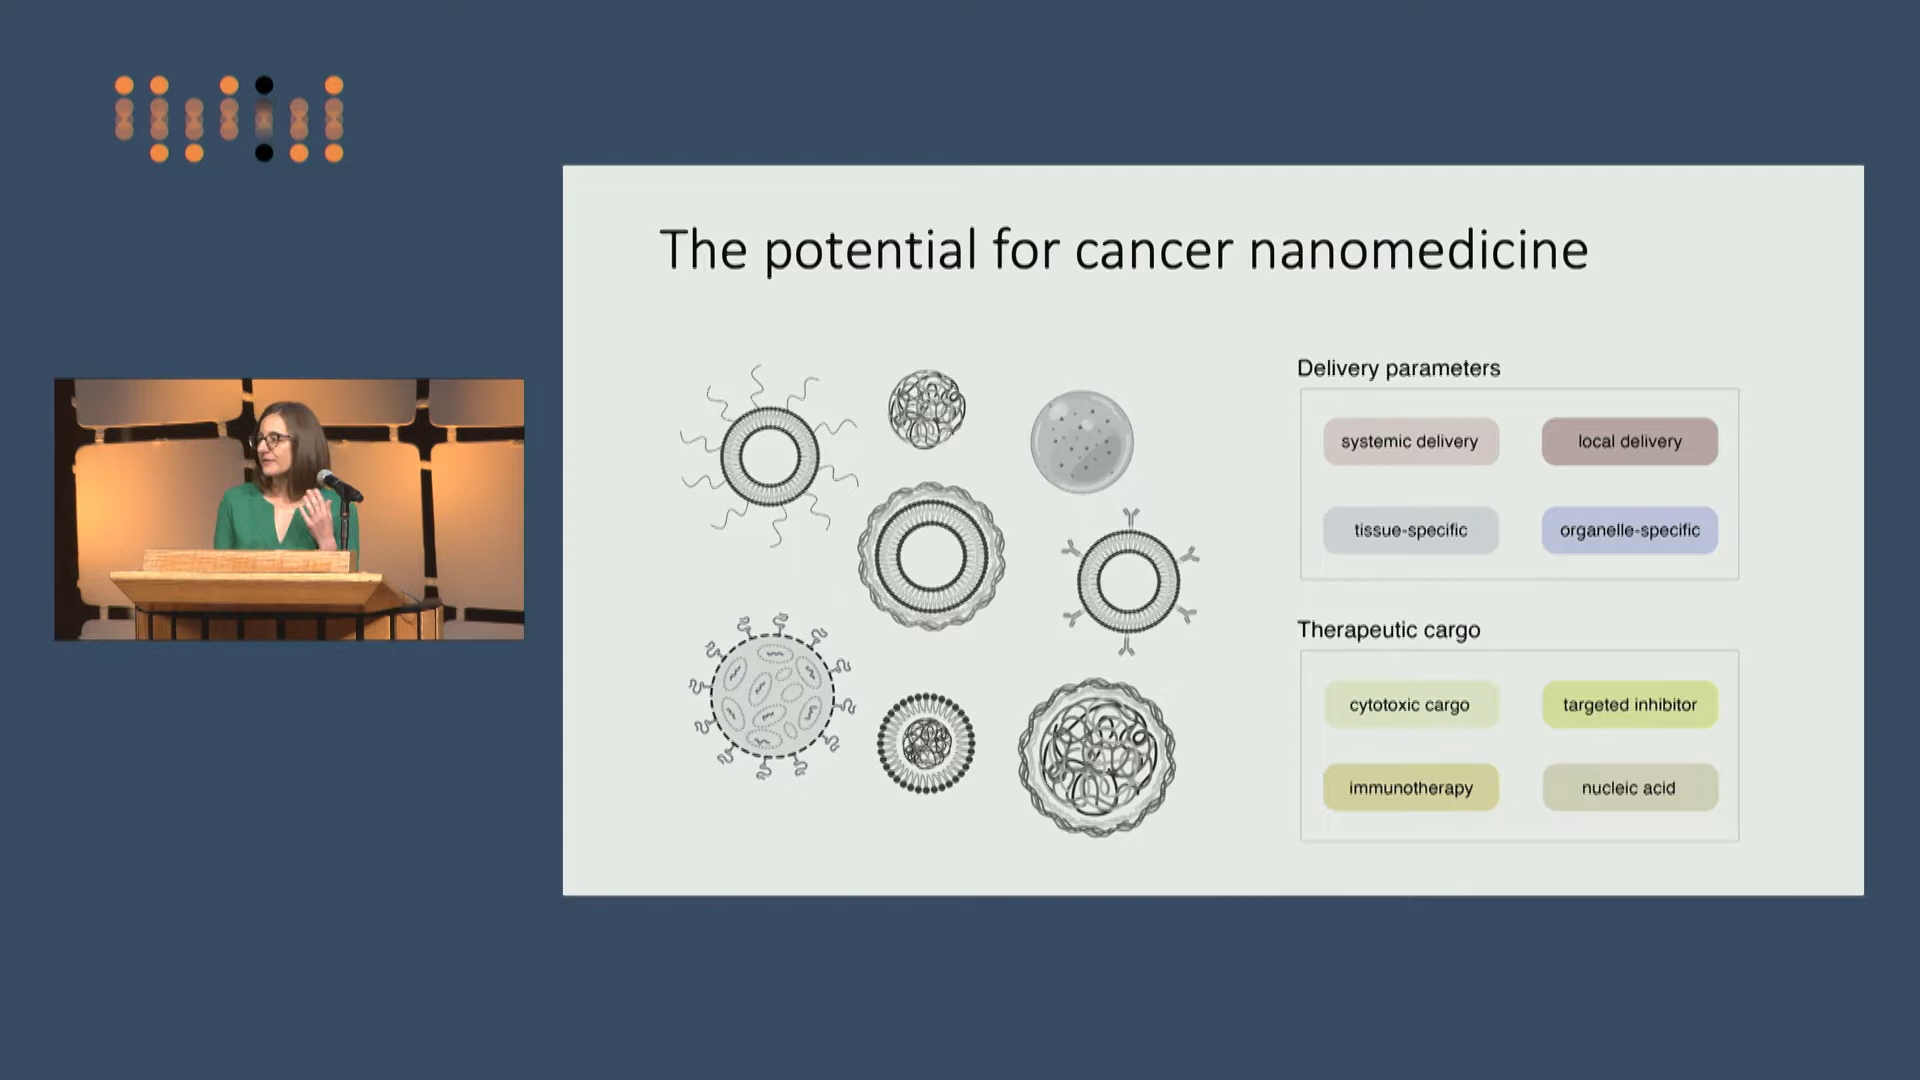 The potential for cancer nanomedicine
Delivery parameters
systemic delivery
local delivery
tissue-specific
organelle-specific
Therapeutic cargo
cytotoxic cargo
targeted inhibitor
immunotherapy
nucleic acid